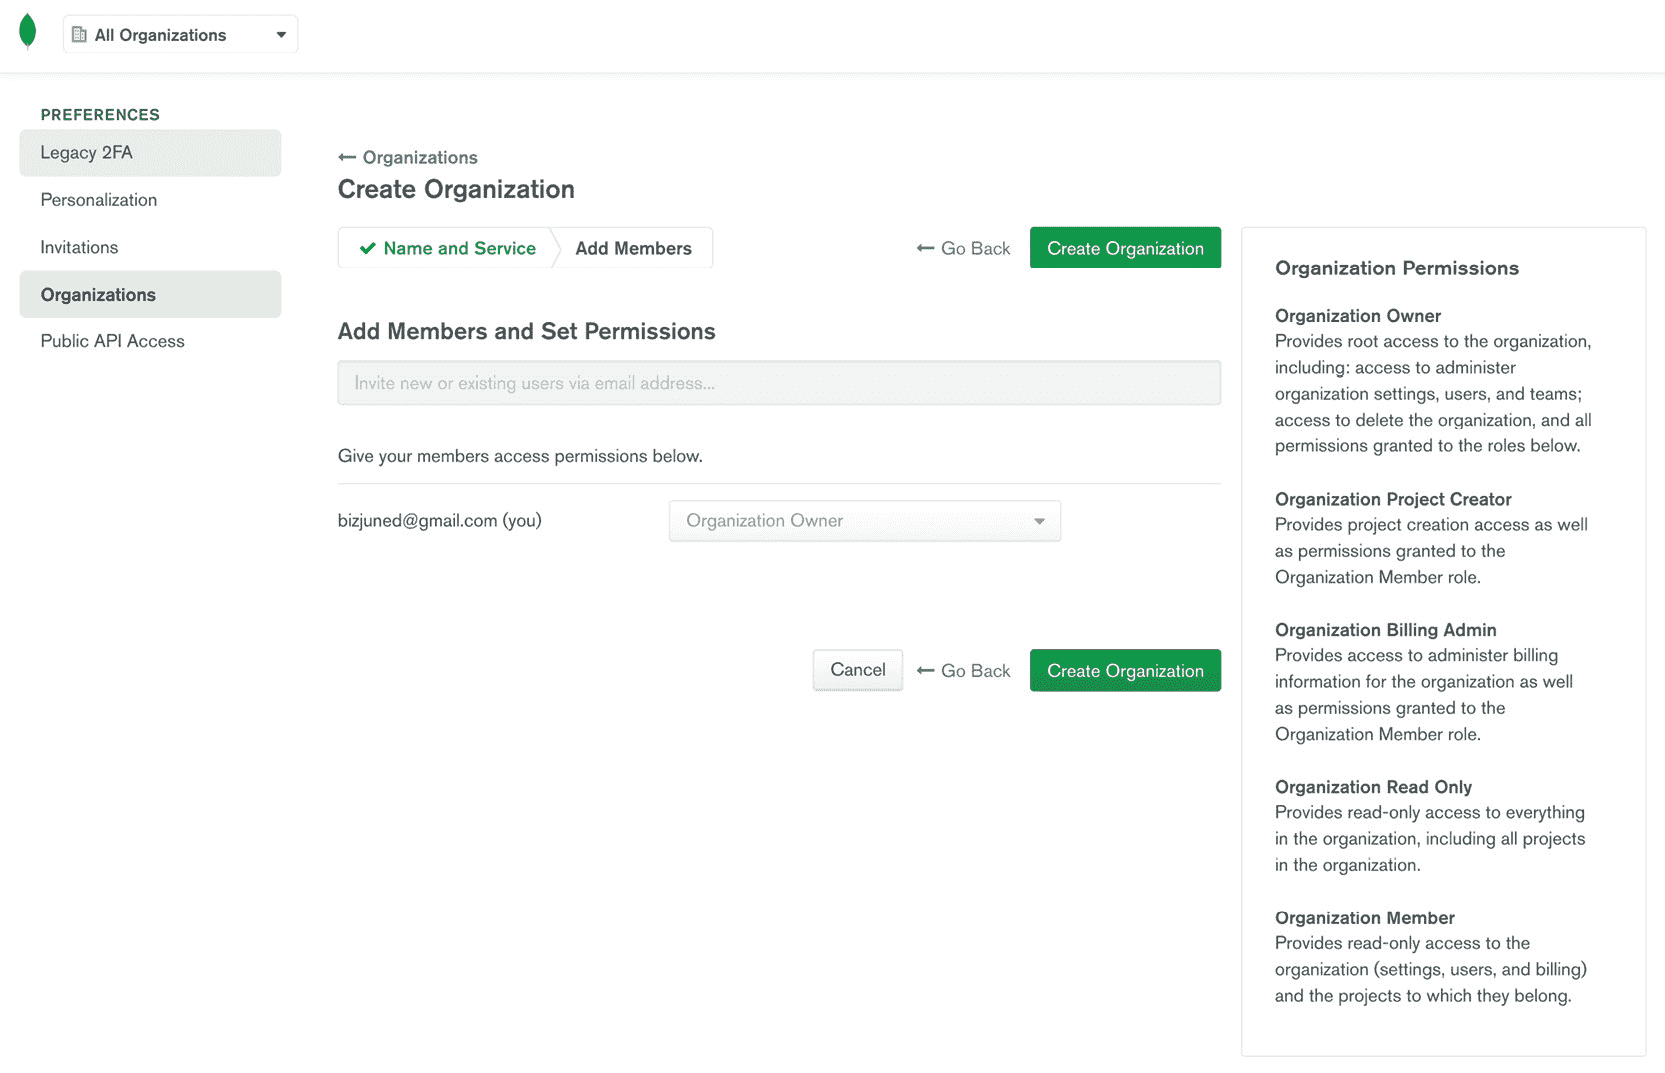 All Organizations
PREFERENCES
Legacy 2FA
Personalization
Invitations
Organizations
Public API Access
Organizations
Create Organization
Name and Service
Add Members
Go Back
Create Organization
Add Members and Set Permissions
Invite new or existing users via email address...
Give your members access permissions below.
bizjuned@gmail.com (you)
Organization Owner
Cancel
Go Back
Create Organization
Organization Permissions
Organization Owner
Provides root access to the organization,
including: access to administer
organization settings, users, and teams;
access to delete the organization, and all
permissions granted to the roles below.
Organization Project Creator
Provides project creation access as well
as permissions granted to the
Organization Member role.
Organization Billing Admin
Provides access to administer billing
information for the organization as well
as permissions granted to the
Organization Member role.
Organization Read Only
Provides read-only access to everything
in the organization, including all projects
in the organization.
Organization Member
Provides read-only access to the
organization (settings, users, and billing)
and the projects to which they belong.